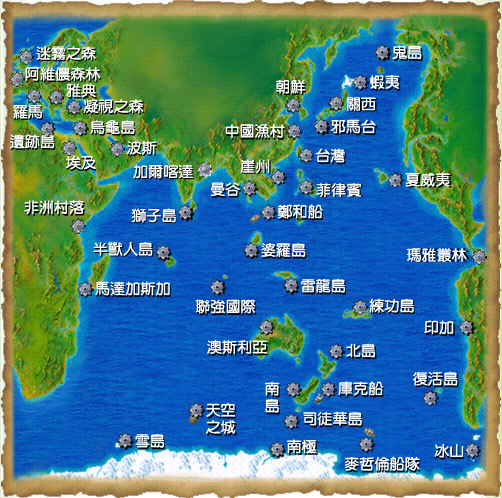 迷霧之森
鬼島
阿維儂森林
蝦夷
雅典
朝鮮
羅馬
凝視之森
關西
烏龜島
中國漁村
邪馬台
遺跡島
波斯
台灣
埃及
加爾喀達
崖州
夏威夷
曼谷
菲律賓
非洲村落
獅子島
鄭和船
半獸人島
婆羅島
瑪雅叢林
馬達加斯加
雷龍島
聯強國際
練功島
澳斯利亞
印加
北島
復活島
南
島
庫克船
天空
之城
司徒華島
雪島
南極
麥哲倫船隊
冰山